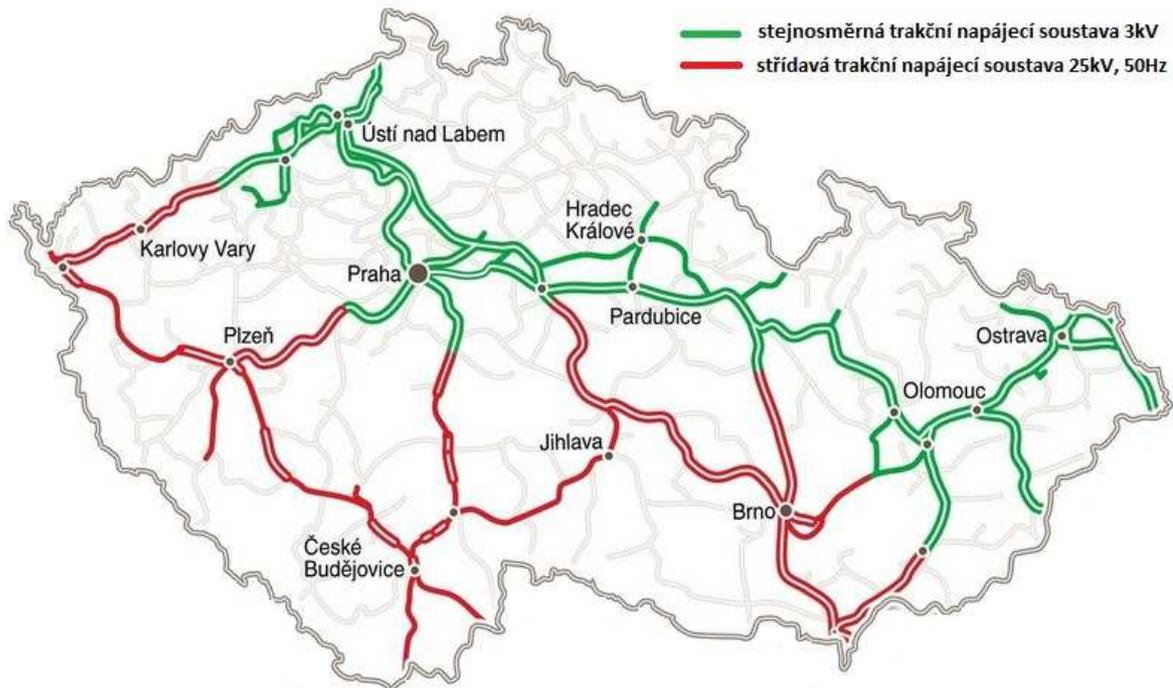 stejnosměrná trakční napájecí soustava 3kV
střídavá trakční napájecí soustava 25kV, 50Hz
Ústí nad Labem
Hradec
Králové
Karlovy Vary
Praha
Pardubice
Plzeň
Ostrava
Olomouc
Jihlava
Brno
České
Budějovice